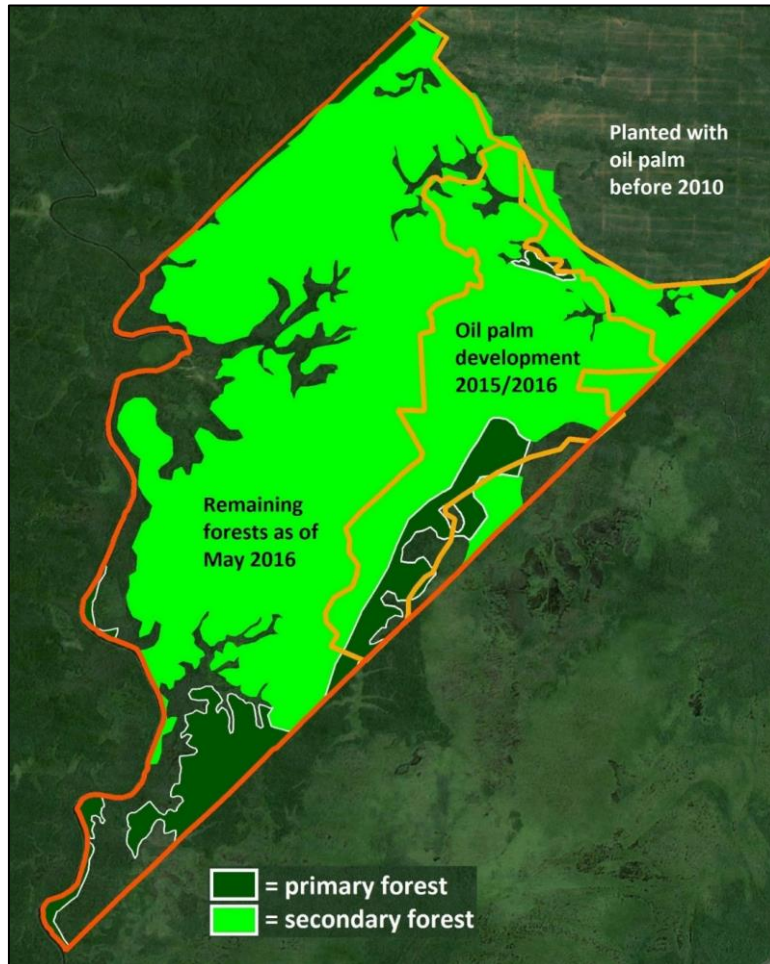 Planted with
oil palm
before 2010
Oil palm
development
2015/2016
Remaining
forests as of
May 2016
= primary forest
= secondary forest